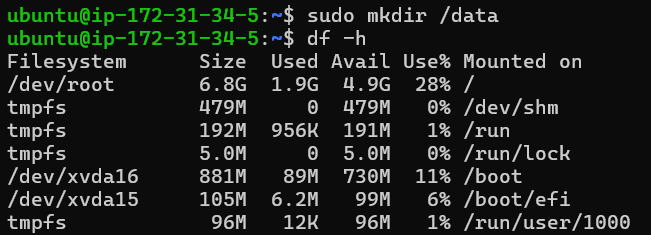 ubuntu@ip-172-31-34-5:~$ sudo mkdir /data
ubuntu@ip-172-31-34-5:~$ df -h
Filesystem      Size  Used Avail Use% Mounted on
/dev/root       6.8G  1.9G  4.9G  28% /
tmpfs           479M     0  479M   0% /dev/shm
tmpfs           192M  956K  191M   1% /run
tmpfs           5.0M     0  5.0M   0% /run/lock
/dev/xvda16     881M   89M  730M  11% /boot
/dev/xvda15     105M  6.2M   99M   6% /boot/efi
tmpfs            96M   12K   96M   1% /run/user/1000